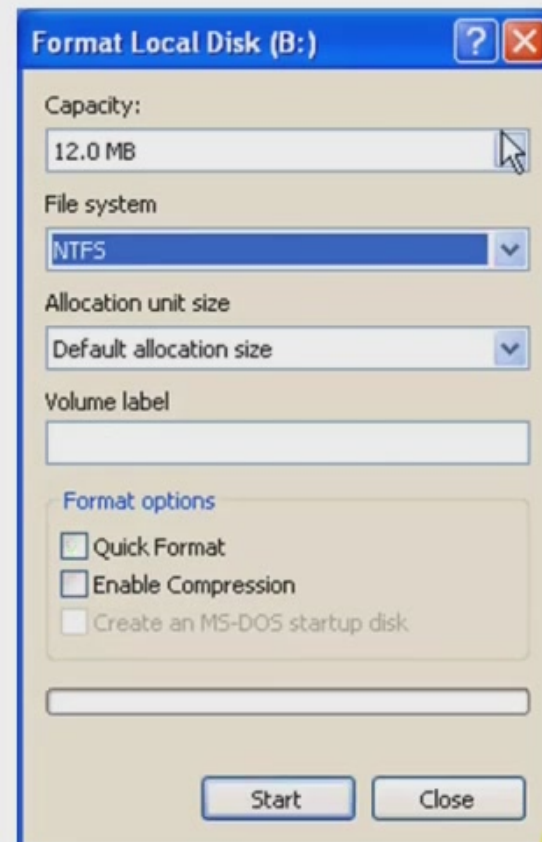 Format Local Disk (B:)
Capacity:
12.0 MB
File system
NTFS
Allocation unit size
Default allocation size
Volume label
Format options
Quick Format
Enable Compression
Create an MS-DOS startup disk
Start Close